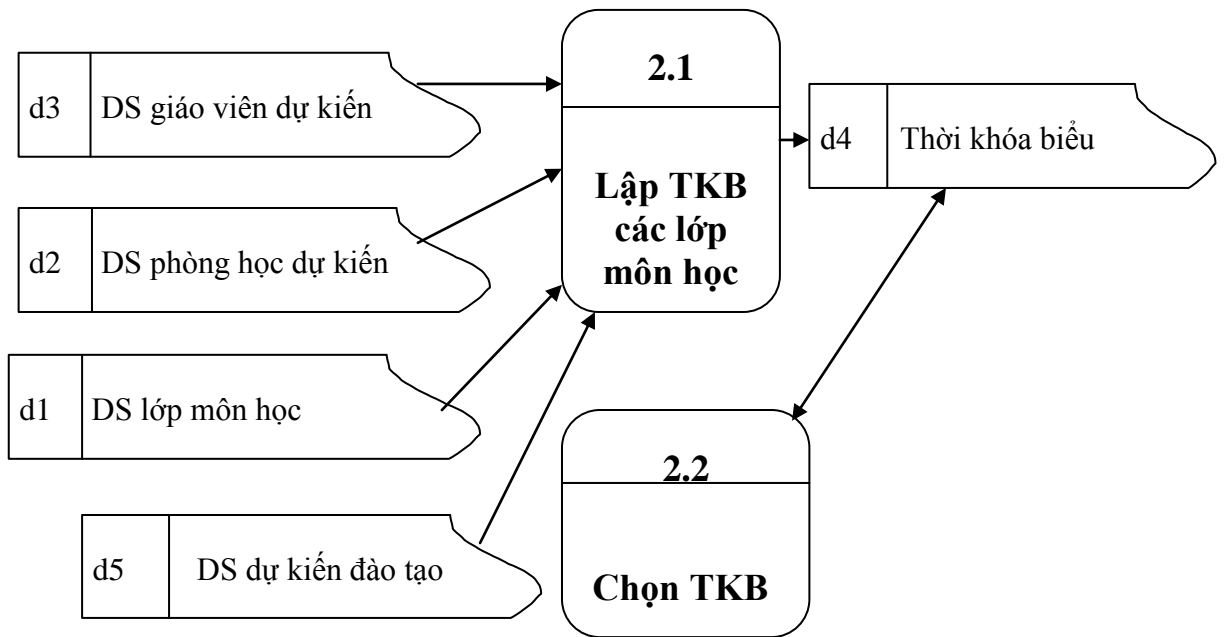 2.1
Lập TKB
các lớp
môn học
d3 DS giáo viên dự kiến
d4 Thời khóa biểu
d2 DS phòng học dự kiến
d1 DS lớp môn học
2.2
Chọn TKB
d5 DS dự kiến đào tạo